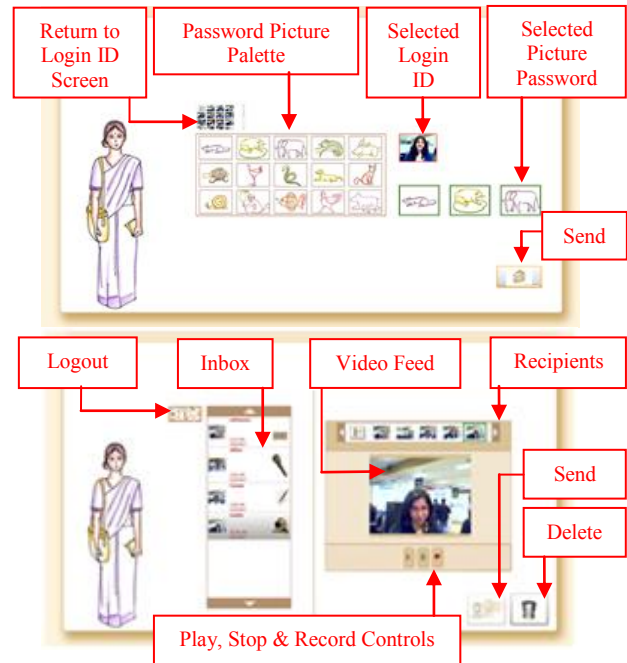 Return to
Login ID
Screen
Password Picture
Palette
Selected
Login
ID
Selected
Picture
Password
Send
Logout
Inbox
Video Feed
Recipients
Send
Delete
Play, Stop & Record Controls